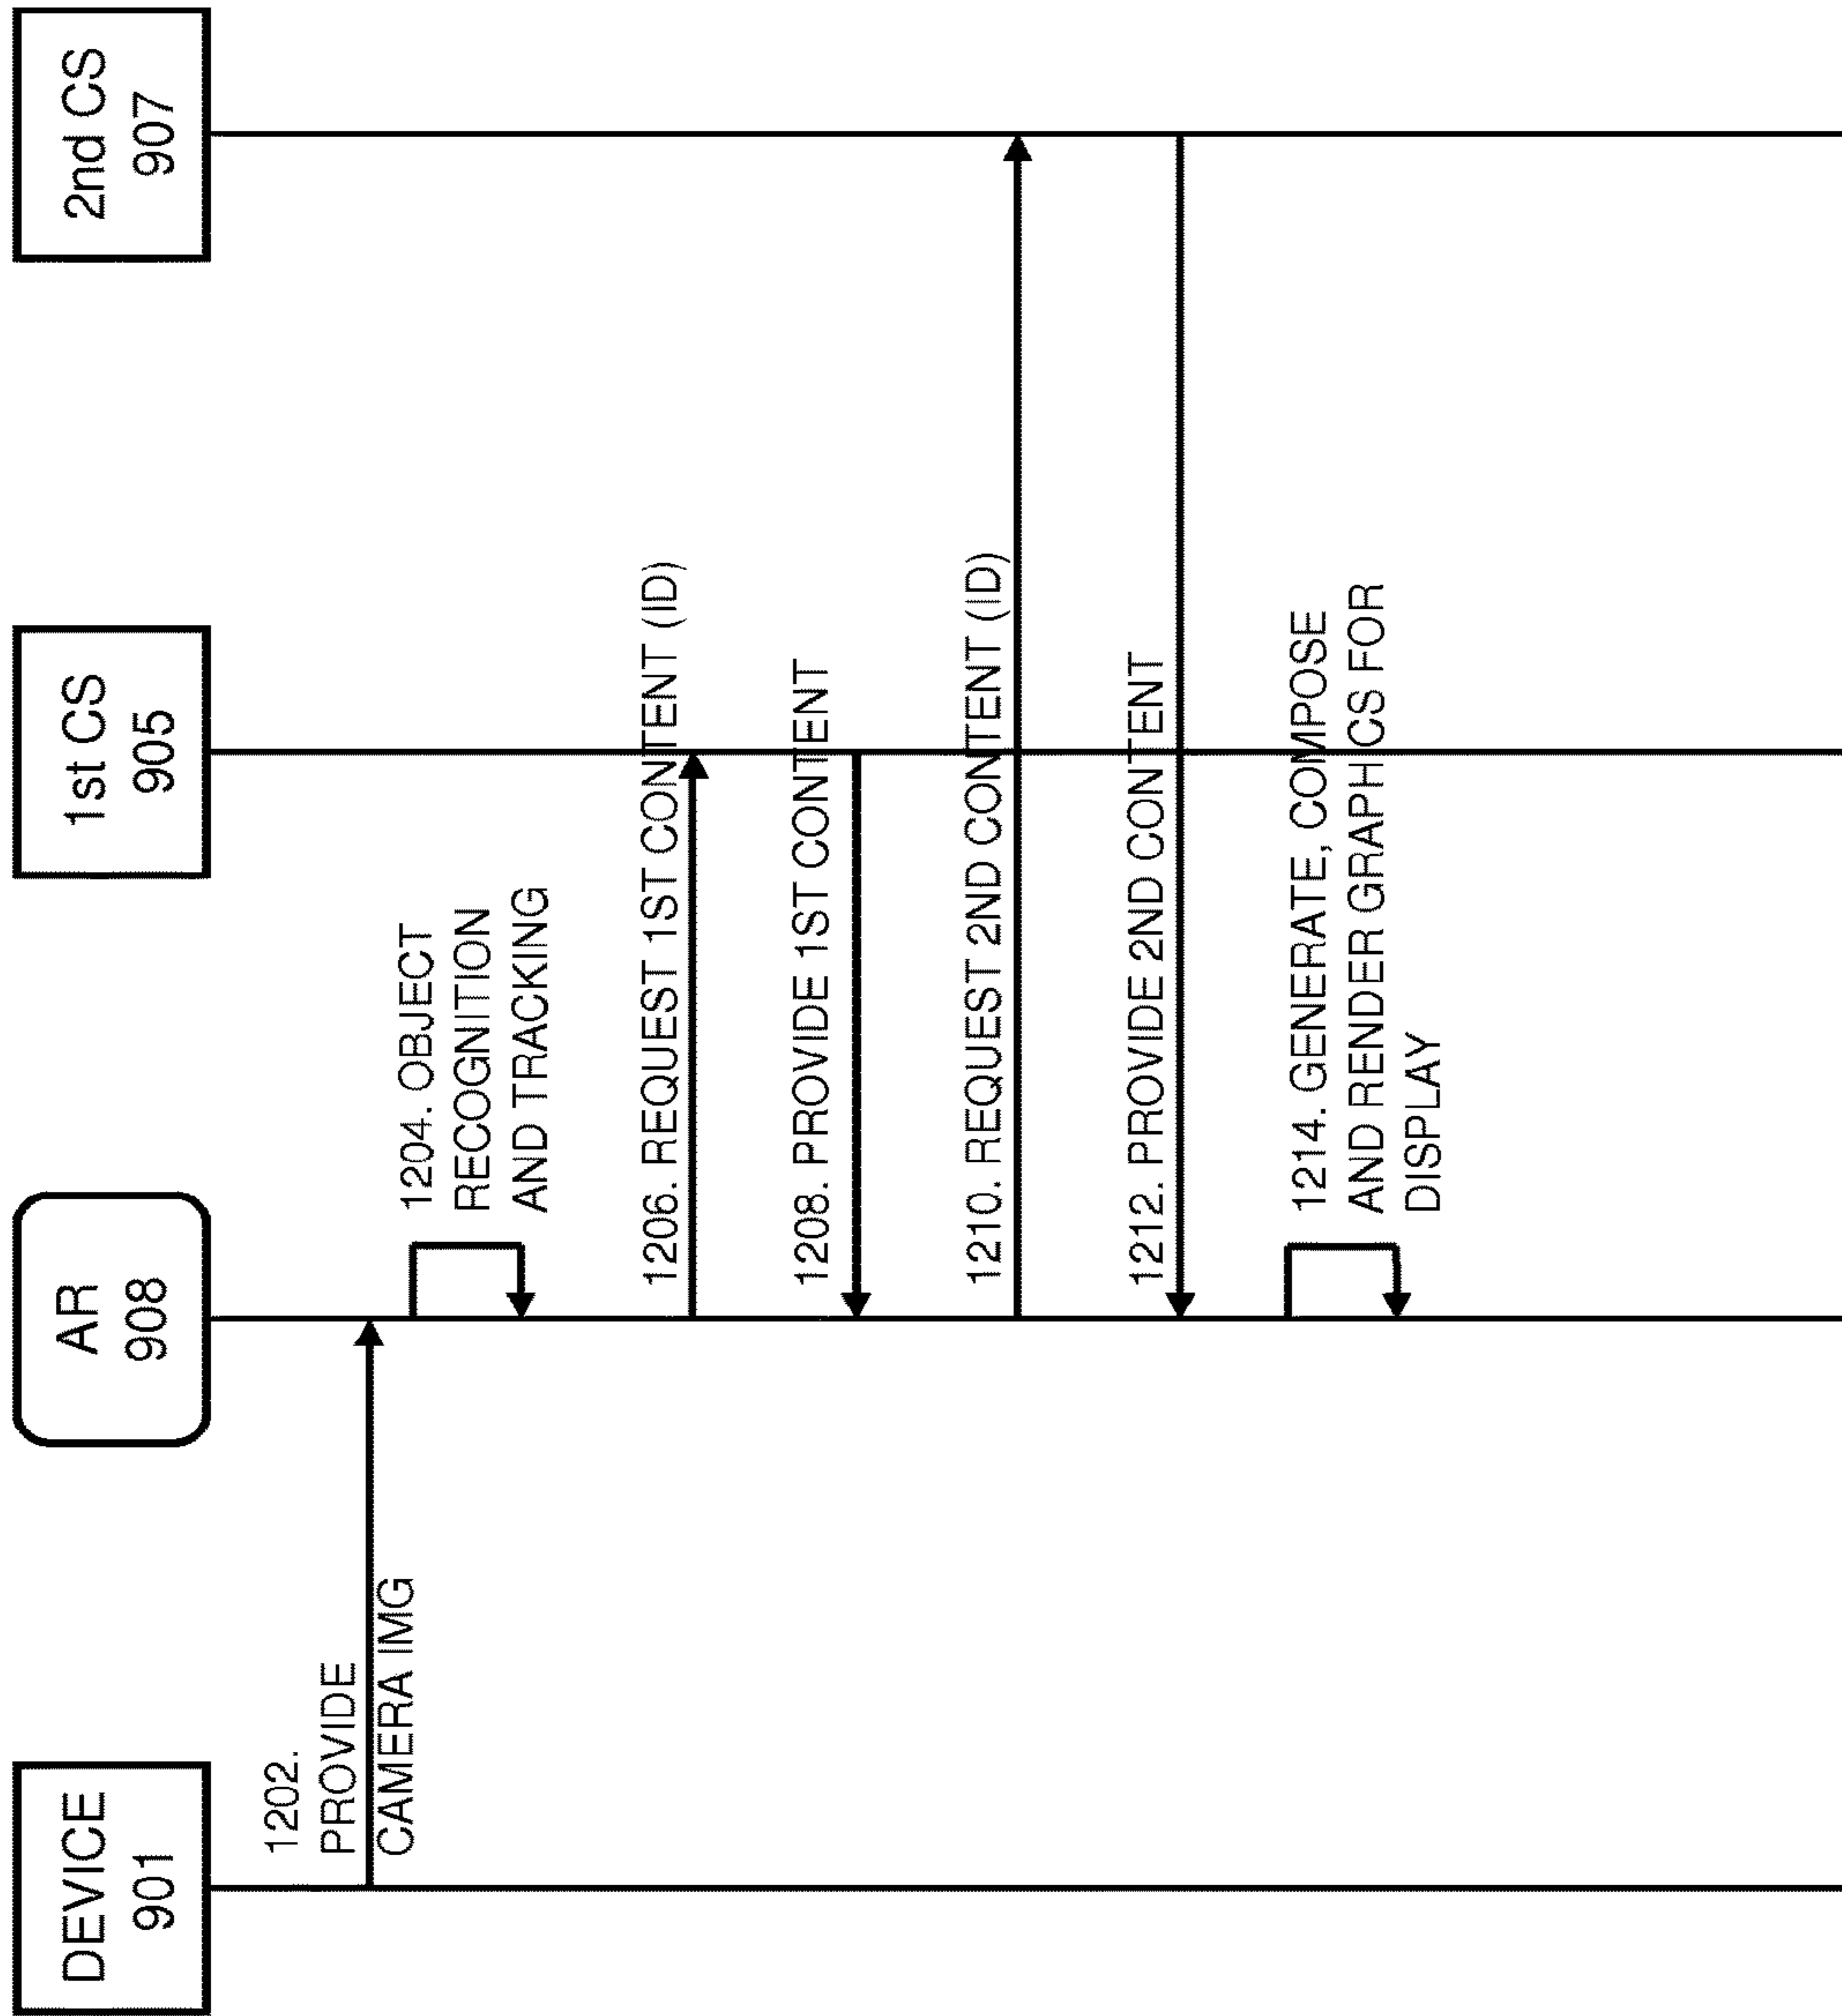 DEVICE
901
AR
908
1st CS
905
2nd CS
907
1202.
PROVIDE
CAMERA IMG
1204. OBJECT
RECOGNITION
AND TRACKING
1206. REQUEST 1ST CONTENT (ID)
1208. PROVIDE 1ST CONTENT
1210. REQUEST 2ND CONTENT (ID)
1212. PROVIDE 2ND CONTENT
1214. GENERATE, COMPOSE
AND RENDER GRAPHICS FOR
DISPLAY